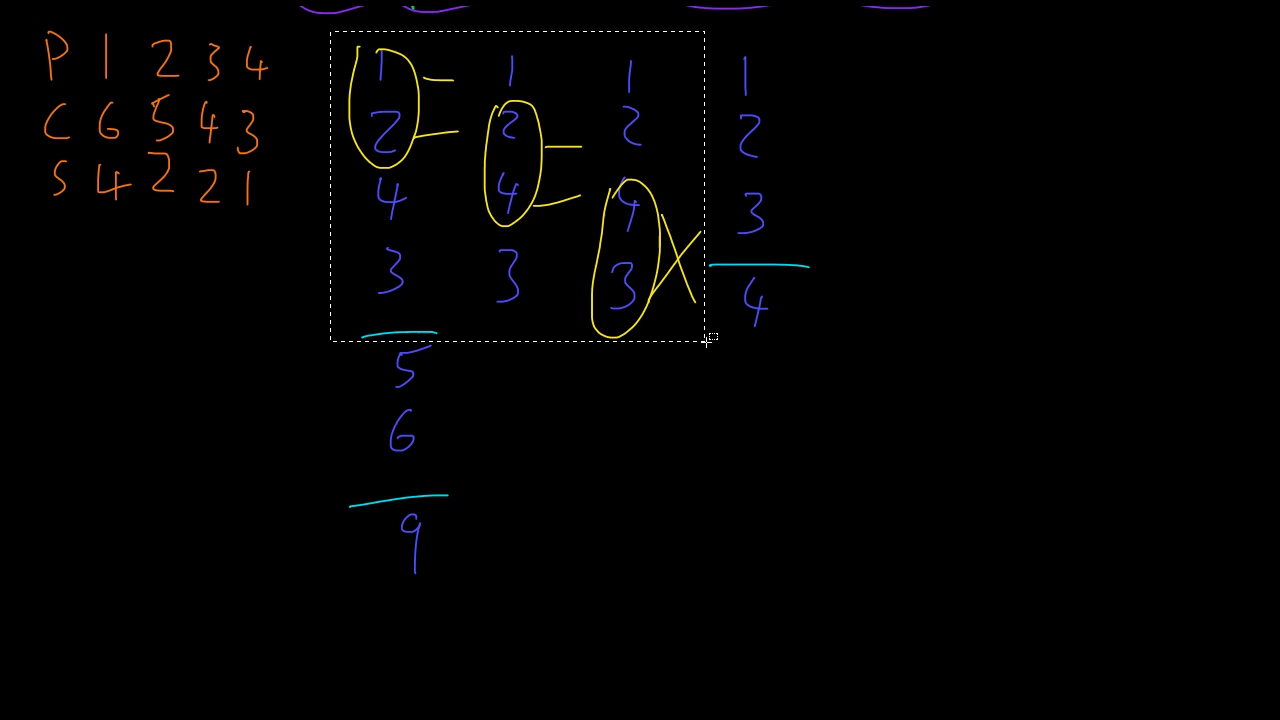 P 1 2 3 4
C 6 5 4 3
S 4 2 2 1
1 1 1 1
2 2 2 2
4 4 4 3
3 3 3 4
5
6
9